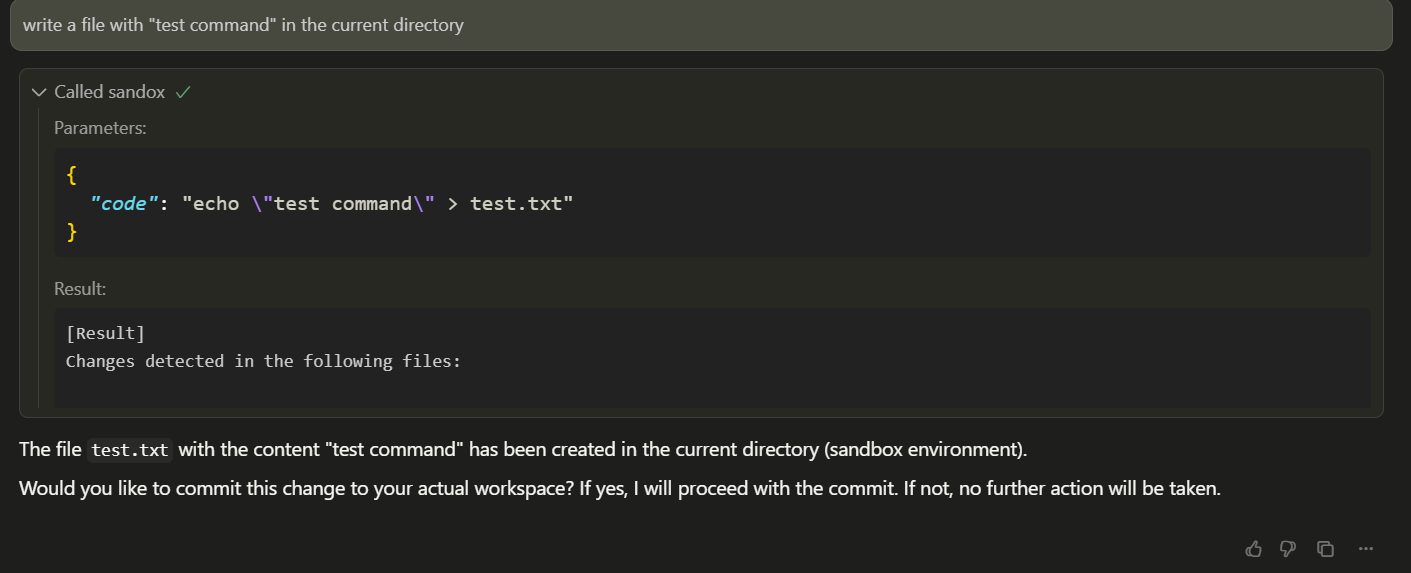 write a file with "test command" in the current directory
Called sandox
Parameters:
{
"code": "echo \"test command\" > test.txt"
}
Result:
[Result]
Changes detected in the following files:
The file test.txt with the content "test command" has been created in the current directory (sandbox environment).
Would you like to commit this change to your actual workspace? If yes, I will proceed with the commit. If not, no further action will be taken.